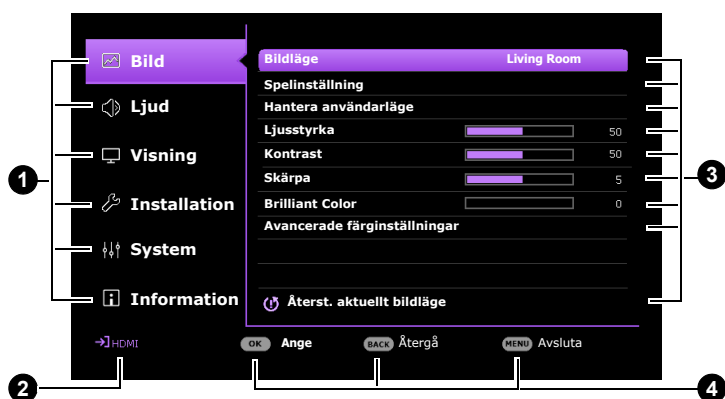 Bild
Ljud
Visning
Installation
System
Information
Bildläge Living Room
Spelinställning
Hantera användarläge
Ljusstyrka 50
Kontrast 50
Skärpa 5
Brilliant Color 0
Avancerade färginställningar
Återst. aktuellt bildläge
HDMI
OK Ange BACK Återgå MENU Avsluta
1
2
3
4